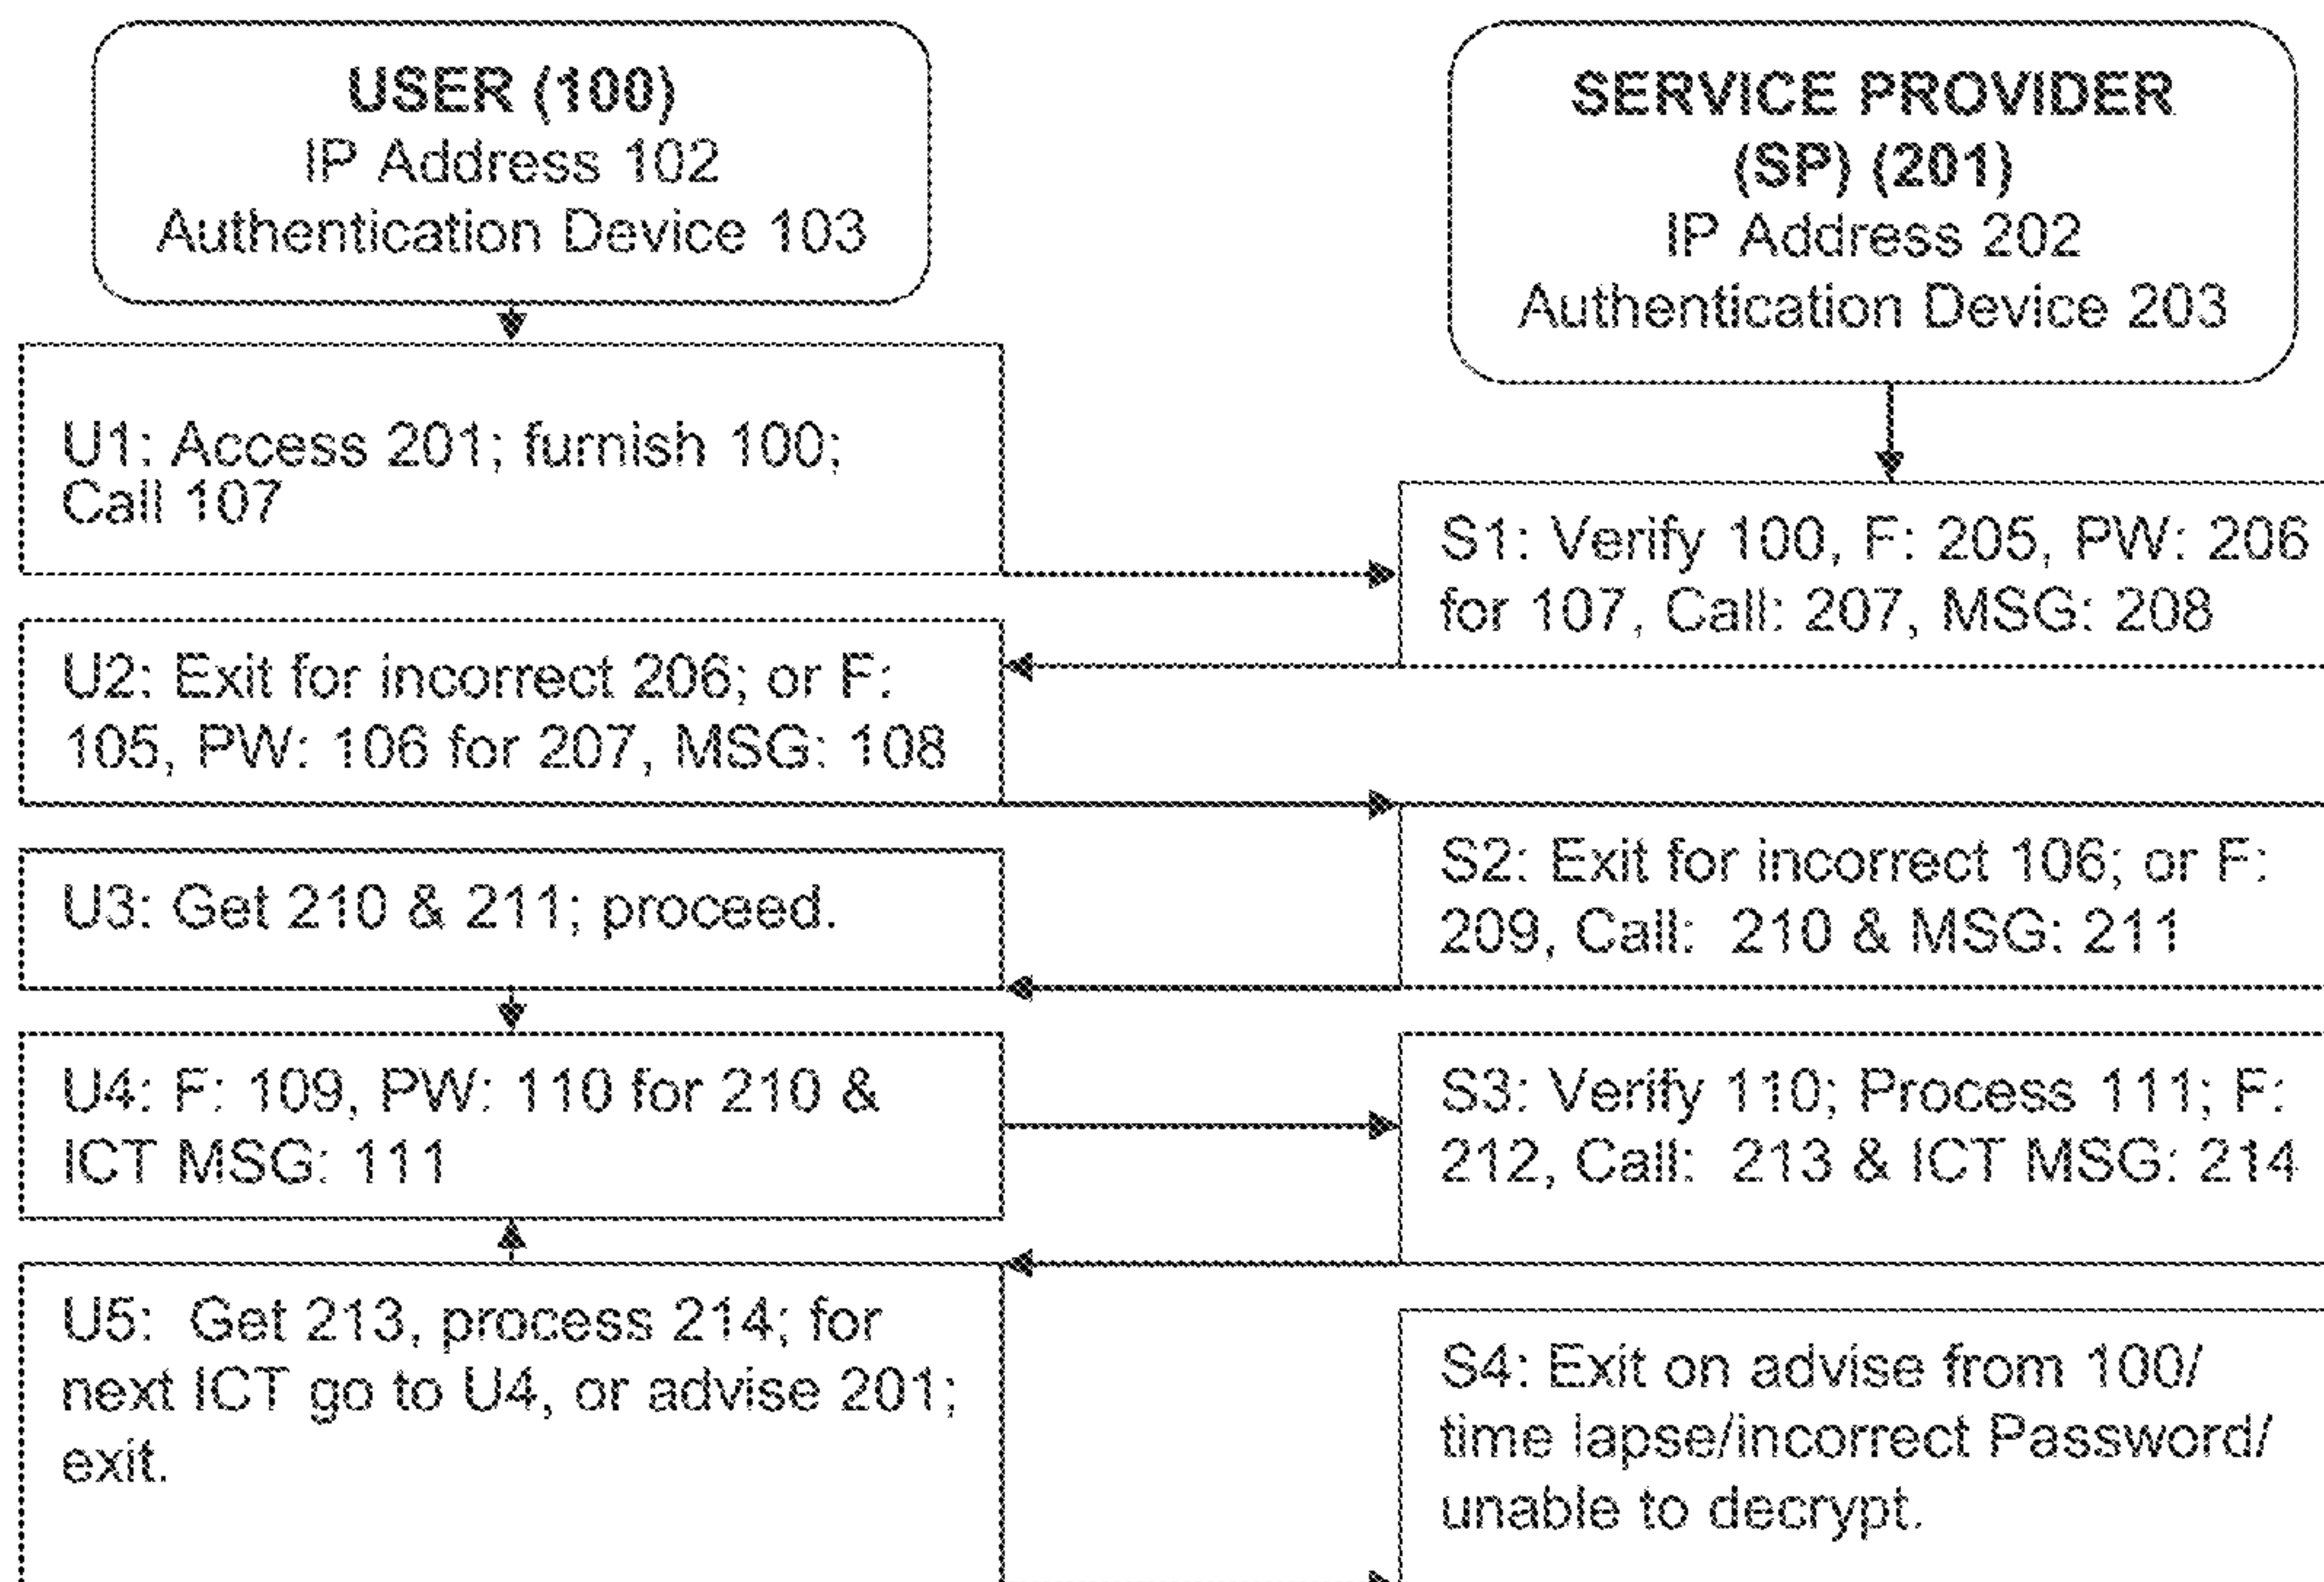 USER (100)
IP Address 102
Authentication Device 103
SERVICE PROVIDER
(SP) (201)
IP Address 202
Authentication Device 203
U1: Access 201; furnish 100;
Call 107
S1: Verify 100, F: 205, PW: 206
for 107, Call: 207, MSG: 208
U2: Exit for incorrect 206; or F:
105, PW: 106 for 207, MSG: 108
S2: Exit for incorrect 106; or F:
209, Call: 210 & MSG: 211
U3: Get 210 & 211; proceed.
U4: F: 109, PW: 110 for 210 &
ICT MSG: 111
S3: Verify 110; Process 111; F:
212, Call: 213 & ICT MSG: 214
U5: Get 213, process 214; for
next ICT go to U4, or advise 201;
exit.
S4: Exit on advise from 100/
time lapse/incorrect Password/
unable to decrypt.